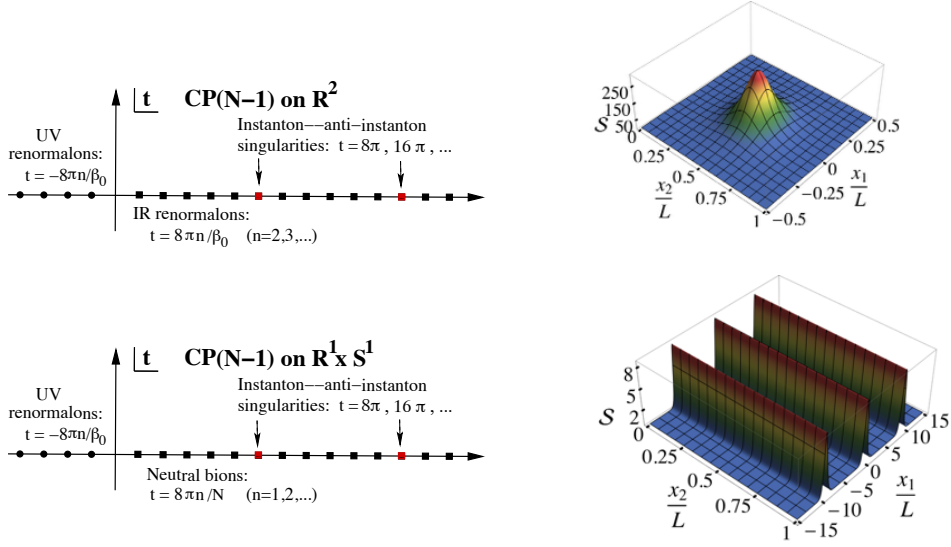 t
CP(N−1) on R²
UV
renormalons:
t = −8πn/β₀
Instanton−−anti−instanton
singularities: t = 8π , 16 π , ...
IR renormalons:
t = 8πn/β₀ (n=2,3,...)
250
150
50
S
0
0.25
0.5
0.75
1
x₂
L
0.5
0.25
0
−0.25
−0.5
x₁
L
t
CP(N−1) on R¹x S¹
UV
renormalons:
t = −8πn/β₀
Instanton−−anti−instanton
singularities: t = 8π , 16 π , ...
Neutral bions:
t = 8πn/N (n=1,2,...)
8
5
2
S
0
0.25
0.5
0.75
1
x₂
L
15
10
5
0
−5
−10
−15
x₁
L